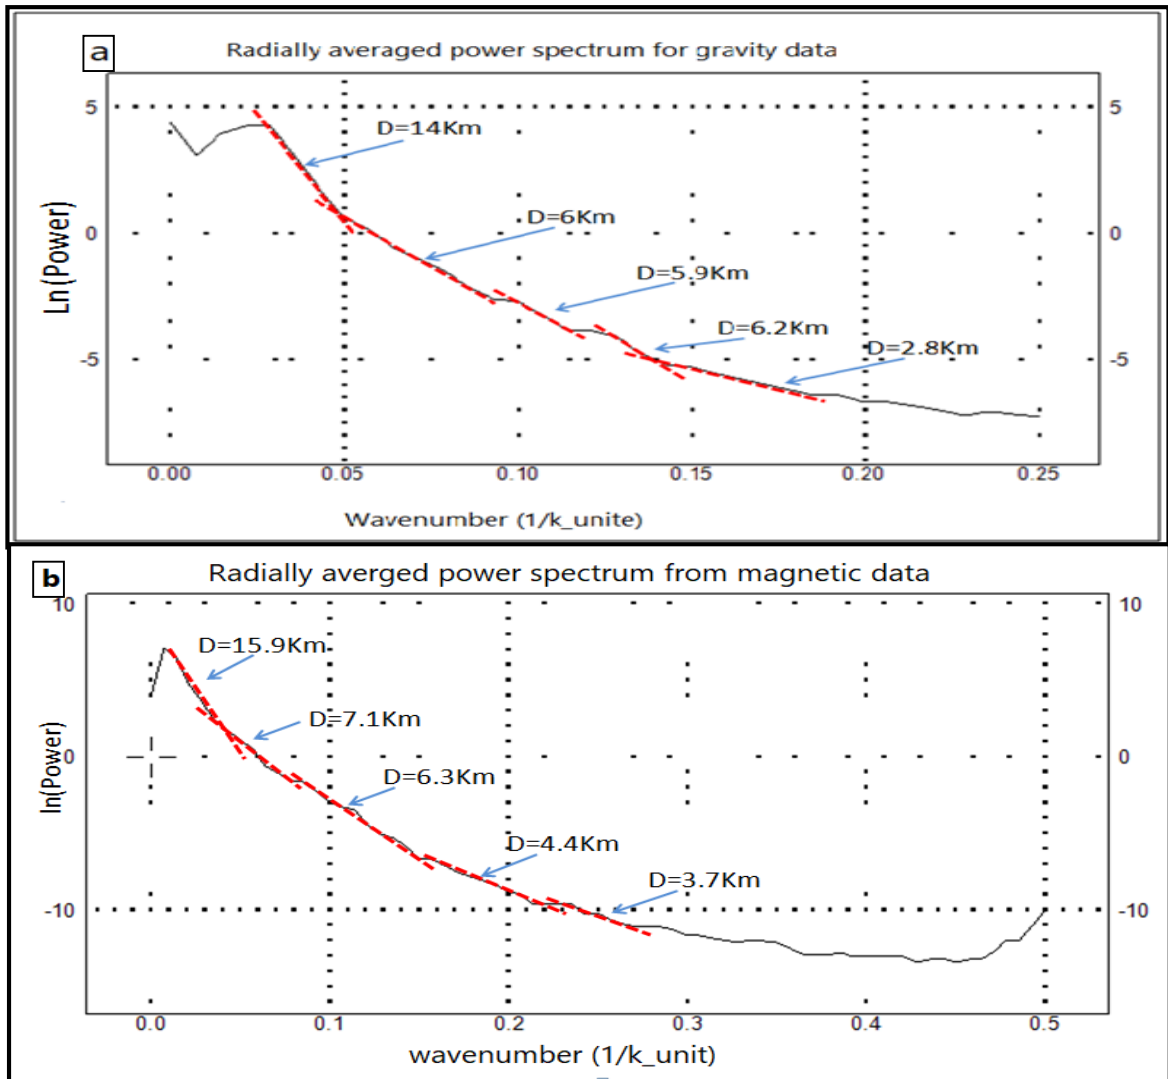 a
Radially averaged power spectrum for gravity data
5 5
D=14Km
D=6Km
0 0
D=5.9Km
D=6.2Km
D=2.8Km
-5 -5
Ln(Power)
0.00 0.05 0.10 0.15 0.20 0.25
Wavenumber (1/k_unite)
b
Radially averged power spectrum from magnetic data
10 10
D=15.9Km
D=7.1Km
0 0
D=6.3Km
D=4.4Km
D=3.7Km
-10 -10
ln(Power)
0.0 0.1 0.2 0.3 0.4 0.5
wavenumber (1/k_unit)